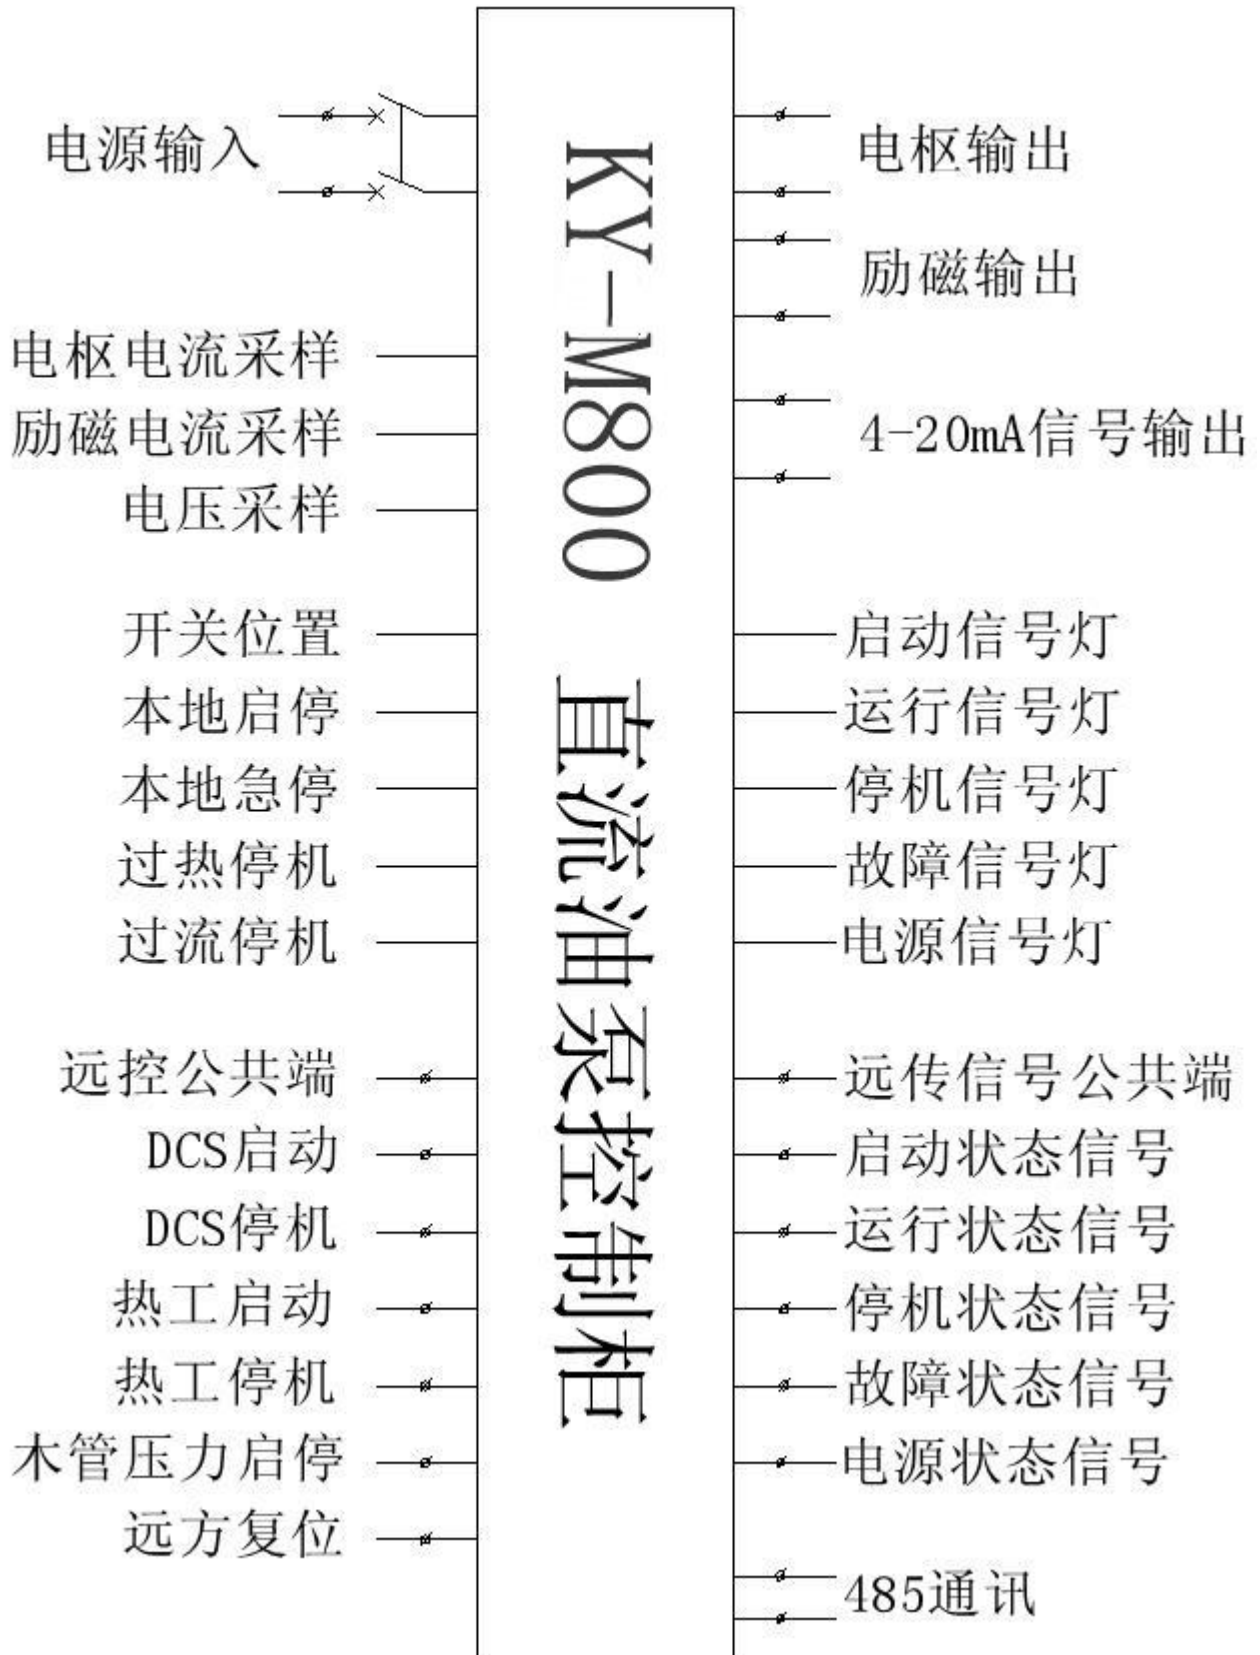 电源输入
电枢电流采样
励磁电流采样
电压采样
开关位置
本地启停
本地急停
过热停机
过流停机
远控公共端
DCS启动
DCS停机
热工启动
热工停机
木管压力启停
远方复位
KY-M800 直流油泵控制柜
电枢输出
励磁输出
4-20mA信号输出
启动信号灯
运行信号灯
停机信号灯
故障信号灯
电源信号灯
远传信号公共端
启动状态信号
运行状态信号
停机状态信号
故障状态信号
电源状态信号
485通讯